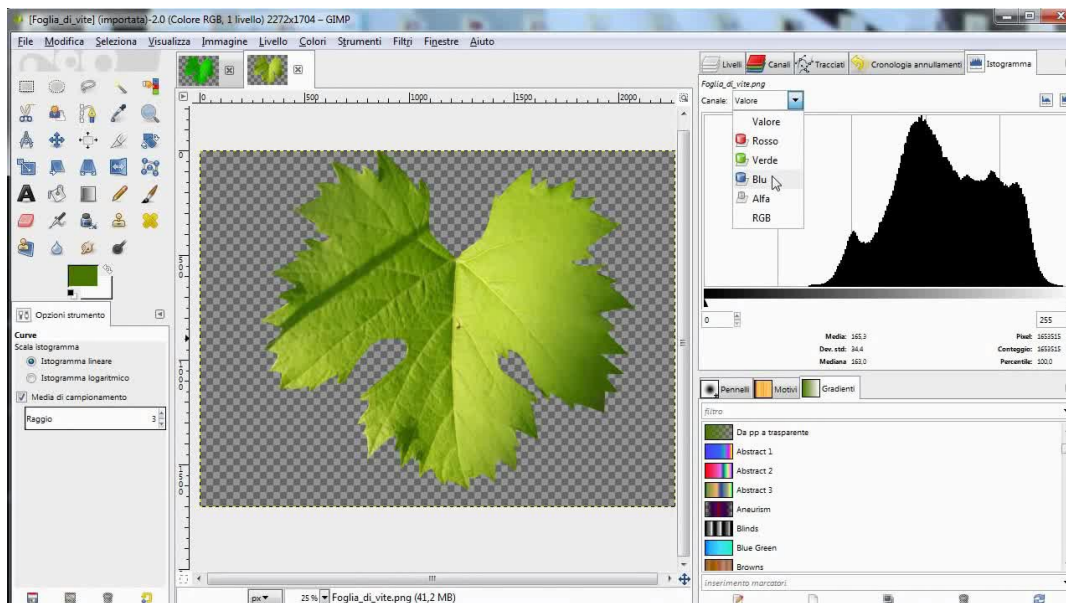 [Foglia_di_vite] (importata)-2.0 (Colore RGB, 1 livello) 2272x1704 – GIMP
File Modifica Seleziona Visualizza Immagine Livello Colori Strumenti Filtri Finestre Aiuto
Livelli Canali Tracciati Cronologia annullamenti Istogramma
Foglia_di_vite.png
Canale: Valore
Valore
Rosso
Verde
Blu
Alfa
RGB
0 500 1000 1500 2000
0
500
1000
1500
0 255
Media: 165,3 Pixel: 1653515
Dev. std: 34,4 Conteggio: 1653515
Mediana 163,0 Percentile: 100,0
Opzioni strumento
Curve
Scala istogramma
Istogramma lineare
Istogramma logaritmico
Media di campionamento
Raggio 3
Pennelli Motivi Gradienti
filtro
Da pp a trasparente
Abstract 1
Abstract 2
Abstract 3
Aneurism
Blinds
Blue Green
Browns
inserimento marcatori
px 25 % Foglia_di_vite.png (41,2 MB)